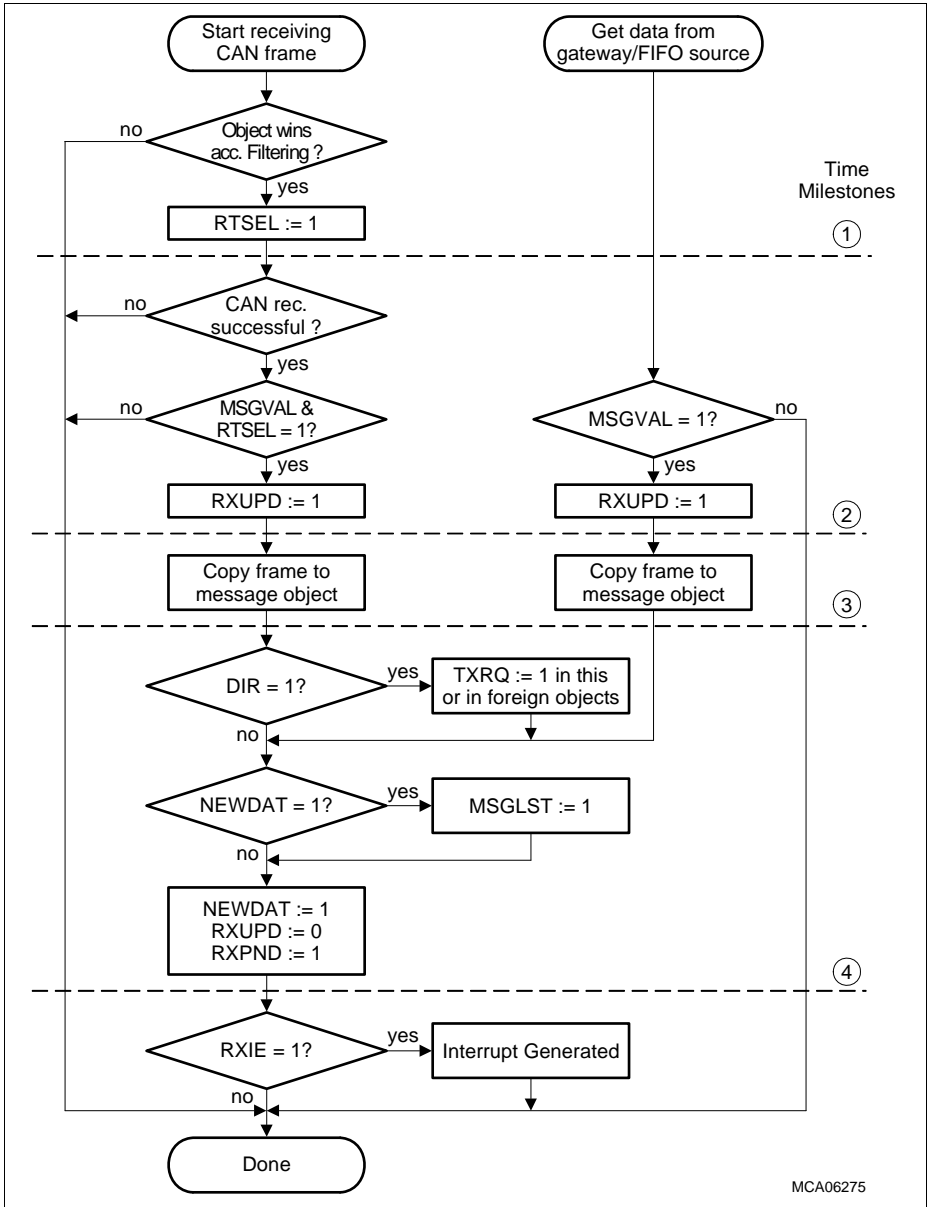 Start receiving
CAN frame
Get data from
gateway/FIFO source
no
Object wins
acc. Filtering ?
yes
Time
Milestones
RTSEL := 1
1
no
CAN rec.
successful ?
yes
no
MSGVAL &
RTSEL = 1?
yes
MSGVAL = 1?
no
yes
RXUPD := 1
RXUPD := 1
2
Copy frame to
message object
Copy frame to
message object
3
DIR = 1?
yes
TXRQ := 1 in this
or in foreign objects
no
NEWDAT = 1?
yes
MSGLST := 1
no
NEWDAT := 1
RXUPD := 0
RXPND := 1
4
RXIE = 1?
yes
Interrupt Generated
no
Done
MCA06275